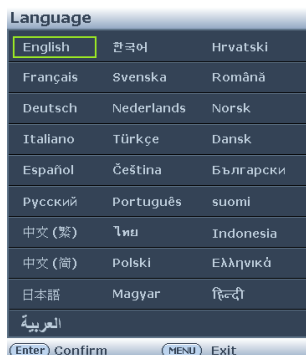 Language
English 한국어 Hrvatski
Français Svenska Română
Deutsch Nederlands Norsk
Italiano Türkçe Dansk
Español Čeština Български
Русский Português suomi
中文 (繁) ไทย Indonesia
中文 (简) Polski Ελληνικά
日本語 Magyar हिन्दी
العربية
Enter Confirm MENU Exit